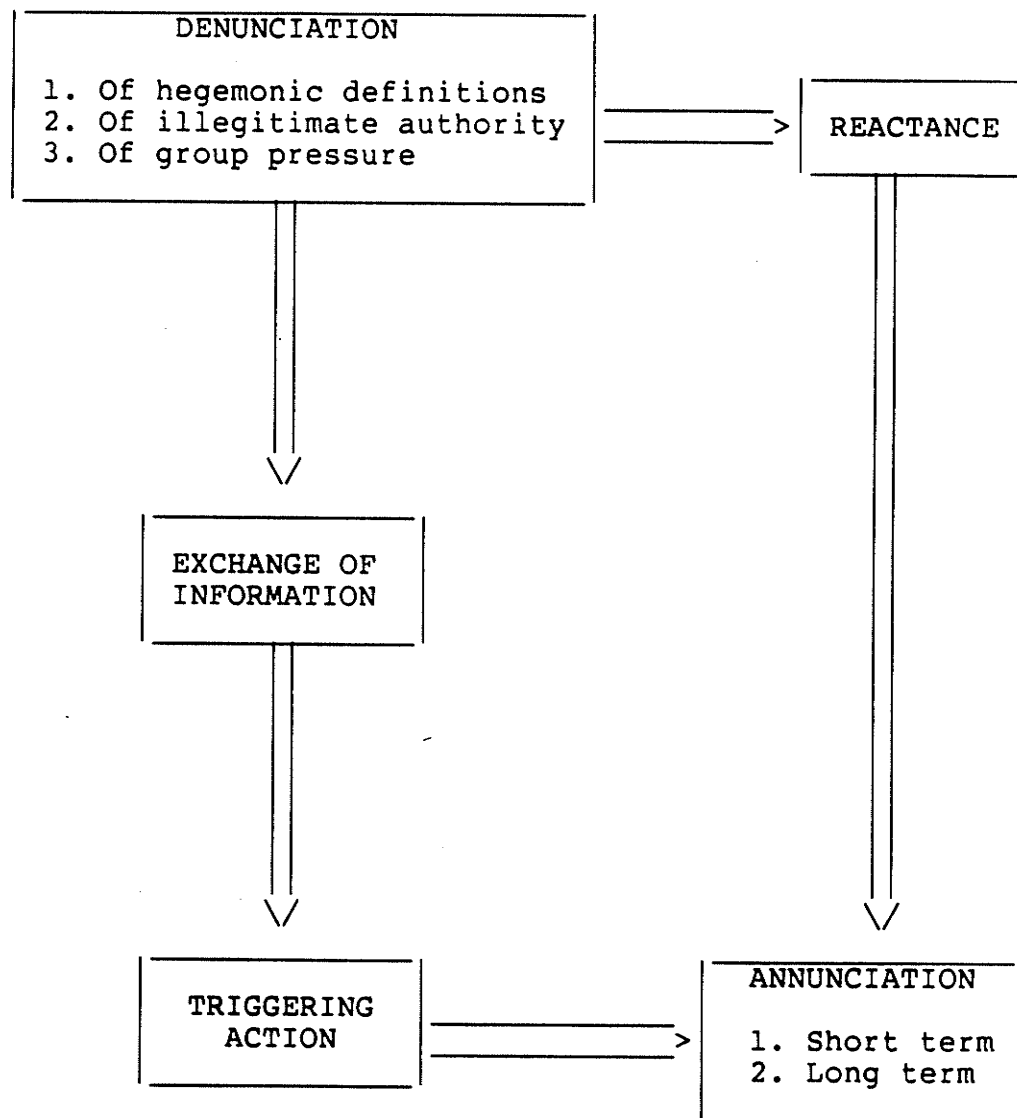 DENUNCIATION
1. Of hegemonic definitions
2. Of illegitimate authority
3. Of group pressure
REACTANCE
EXCHANGE OF
INFORMATION
TRIGGERING
ACTION
ANNUNCIATION
1. Short term
2. Long term